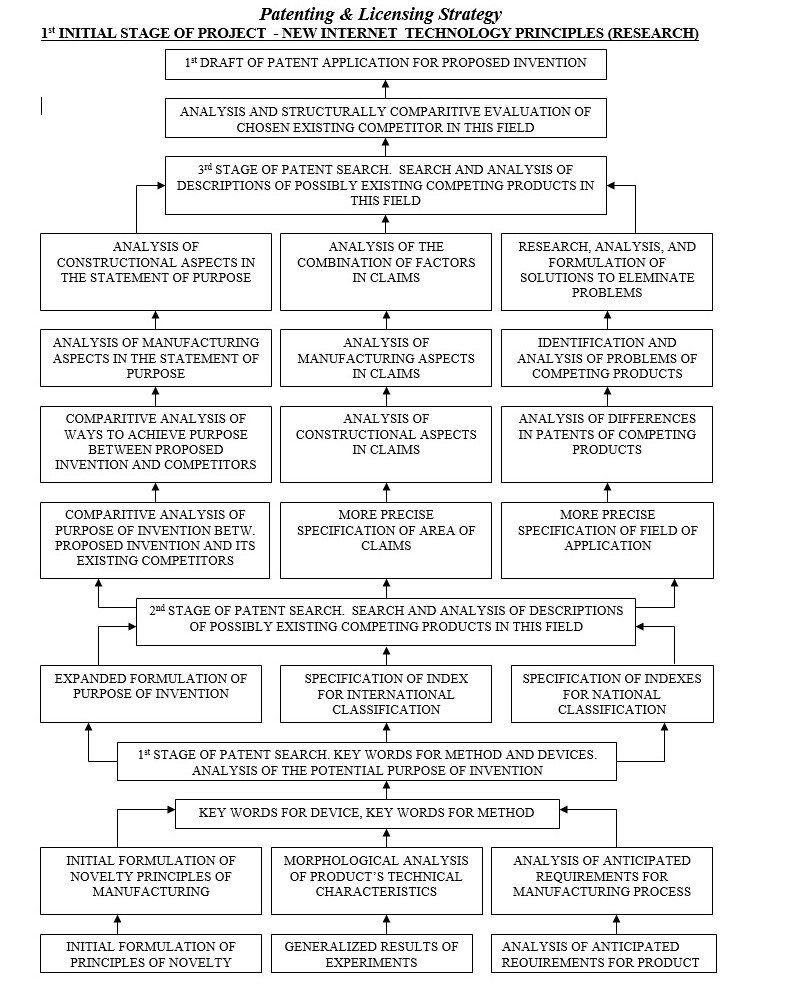 Patenting & Licensing Strategy
1st INITIAL STAGE OF PROJECT - NEW INTERNET TECHNOLOGY PRINCIPLES (RESEARCH)
1st DRAFT OF PATENT APPLICATION FOR PROPOSED INVENTION
ANALYSIS AND STRUCTURALLY COMPARITIVE EVALUATION OF
CHOSEN EXISTING COMPETITOR IN THIS FIELD
3rd STAGE OF PATENT SEARCH. SEARCH AND ANALYSIS OF
DESCRIPTIONS OF POSSIBLY EXISTING COMPETING PRODUCTS IN
THIS FIELD
ANALYSIS OF
CONSTRUCTIONAL ASPECTS IN
THE STATEMENT OF PURPOSE
ANALYSIS OF THE
COMBINATION OF FACTORS
IN CLAIMS
RESEARCH, ANALYSIS, AND
FORMULATION OF
SOLUTIONS TO ELEMINATE
PROBLEMS
ANALYSIS OF MANUFACTURING
ASPECTS IN THE STATEMENT OF
PURPOSE
ANALYSIS OF
MANUFACTURING ASPECTS
IN CLAIMS
IDENTIFICATION AND
ANALYSIS OF PROBLEMS OF
COMPETING PRODUCTS
COMPARITIVE ANALYSIS OF
WAYS TO ACHIEVE PURPOSE
BETWEEN PROPOSED
INVENTION AND COMPETITORS
ANALYSIS OF
CONSTRUCTIONAL ASPECTS
IN CLAIMS
ANALYSIS OF DIFFERENCES
IN PATENTS OF COMPETING
PRODUCTS
COMPARITIVE ANALYSIS OF
PURPOSE OF INVENTION BETW.
PROPOSED INVENTION AND ITS
EXISTING COMPETITORS
MORE PRECISE
SPECIFICATION OF AREA OF
CLAIMS
MORE PRECISE
SPECIFICATION OF FIELD OF
APPLICATION
2nd STAGE OF PATENT SEARCH. SEARCH AND ANALYSIS OF DESCRIPTIONS
OF POSSIBLY EXISTING COMPETING PRODUCTS IN THIS FIELD
EXPANDED FORMULATION OF
PURPOSE OF INVENTION
SPECIFICATION OF INDEX
FOR INTERNATIONAL
CLASSIFICATION
SPECIFICATION OF INDEXES
FOR NATIONAL
CLASSIFICATION
1st STAGE OF PATENT SEARCH. KEY WORDS FOR METHOD AND DEVICES.
ANALYSIS OF THE POTENTIAL PURPOSE OF INVENTION
KEY WORDS FOR DEVICE, KEY WORDS FOR METHOD
INITIAL FORMULATION OF
NOVELTY PRINCIPLES OF
MANUFACTURING
MORPHOLOGICAL ANALYSIS
OF PRODUCT'S TECHNICAL
CHARACTERISTICS
ANALYSIS OF ANTICIPATED
REQUIREMENTS FOR
MANUFACTURING PROCESS
INITIAL FORMULATION OF
PRINCIPLES OF NOVELTY
GENERALIZED RESULTS OF
EXPERIMENTS
ANALYSIS OF ANTICIPATED
REQUIREMENTS FOR PRODUCT